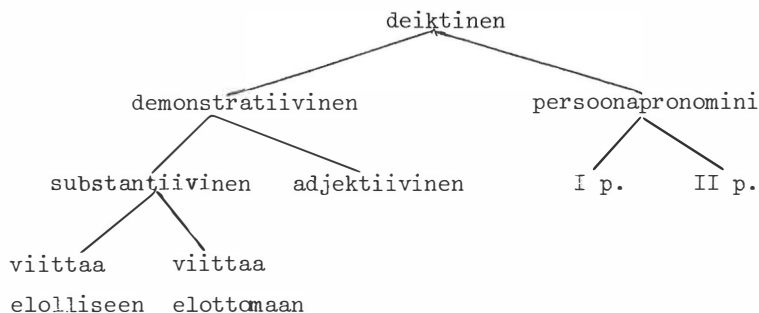 deiktinen
demonstratiivinen persoonapronomini
substantiivinen adjektiivinen I p. II p.
viittaa viittaa
elolliseen elottomaan